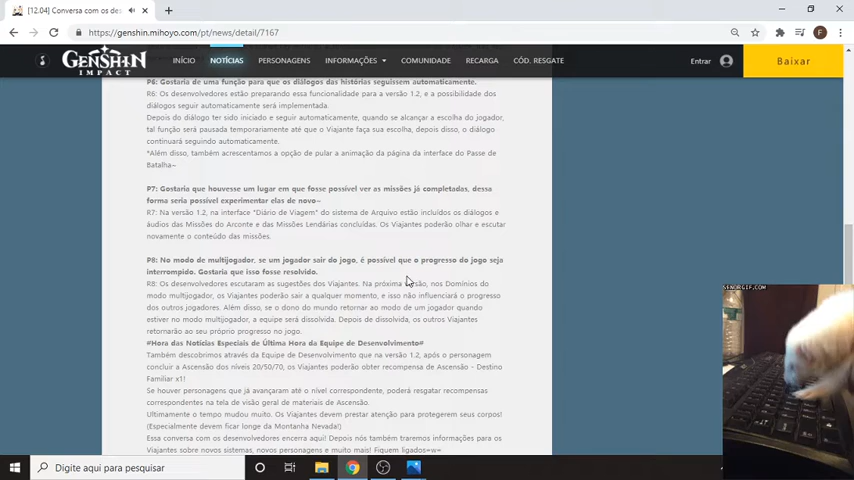 [12.04] Conversa com os de:
https://genshin.mihoyo.com/pt/news/detail/7167
F
GENSHIN
IMPACT
INÍCIO
NOTÍCIAS
PERSONAGENS
INFORMAÇÕES
COMUNIDADE
RECARGA
CÓD. RESGATE
Entrar
Baixar
P6: Gostaria de uma função para que os diálogos das histórias seguissem automaticamente.
R6: Os desenvolvedores estão preparando essa funcionalidade para a versão 1.2, e a possibilidade dos
diálogos seguir automaticamente será implementada.
Depois do diálogo ter sido iniciado e seguir automaticamente, quando se alcançar a escolha do jogador,
tal função será pausada temporariamente até que o Viajante faça sua escolha, depois disso, o diálogo
continuará seguindo automaticamente.
*Além disso, também acrescentamos a opção de pular a animação da página da interface do Passe de
Batalha~
P7: Gostaria que houvesse um lugar em que fosse possível ver as missões já completadas, dessa
forma seria possível experimentar elas de novo~
R7: Na versão 1.2, na interface "Diário de Viagem" do sistema de Arquivo estão incluídos os diálogos e
áudios das Missões do Arconte e das Missões Lendárias concluídas. Os Viajantes poderão olhar e escutar
novamente o conteúdo das missões.
P8: No modo de multijogador, se um jogador sair do jogo, é possível que o progresso do jogo seja
interrompido. Gostaria que isso fosse resolvido.
R8: Os desenvolvedores escutaram as sugestões dos Viajantes. Na próxima versão, nos Domínios do
modo multijogador, os Viajantes poderão sair a qualquer momento, e isso não influenciará o progresso
dos outros jogadores. Além disso, se o dono do mundo retornar ao modo de um jogador quando
estiver no modo multijogador, a equipe será dissolvida. Depois de dissolvida, os outros Viajantes
retornarão ao seu próprio progresso no jogo.
#Hora das Notícias Especiais de Última Hora da Equipe de Desenvolvimento#
Também descobrimos através da Equipe de Desenvolvimento que na versão 1.2, após o personagem
concluir a Ascensão dos níveis 20/50/70, os Viajantes poderão obter recompensa de Ascensão - Destino
Familiar x1!
Se houver personagens que já avançaram até o nível correspondente, poderá resgatar recompensas
correspondentes na tela de visão geral de materiais de Ascensão.
Ultimamente o tempo mudou muito. Os Viajantes devem prestar atenção para protegerem seus corpos!
(Especialmente devem ficar longe da Montanha Nevada!)
Essa conversa com os desenvolvedores encerra aqui! Depois nós também traremos informações para os
Viajantes sobre novos sistemas, novos personagens e muito mais! Fiquem ligados=w=
SENORGIF.COM
Digite aqui para pesquisar